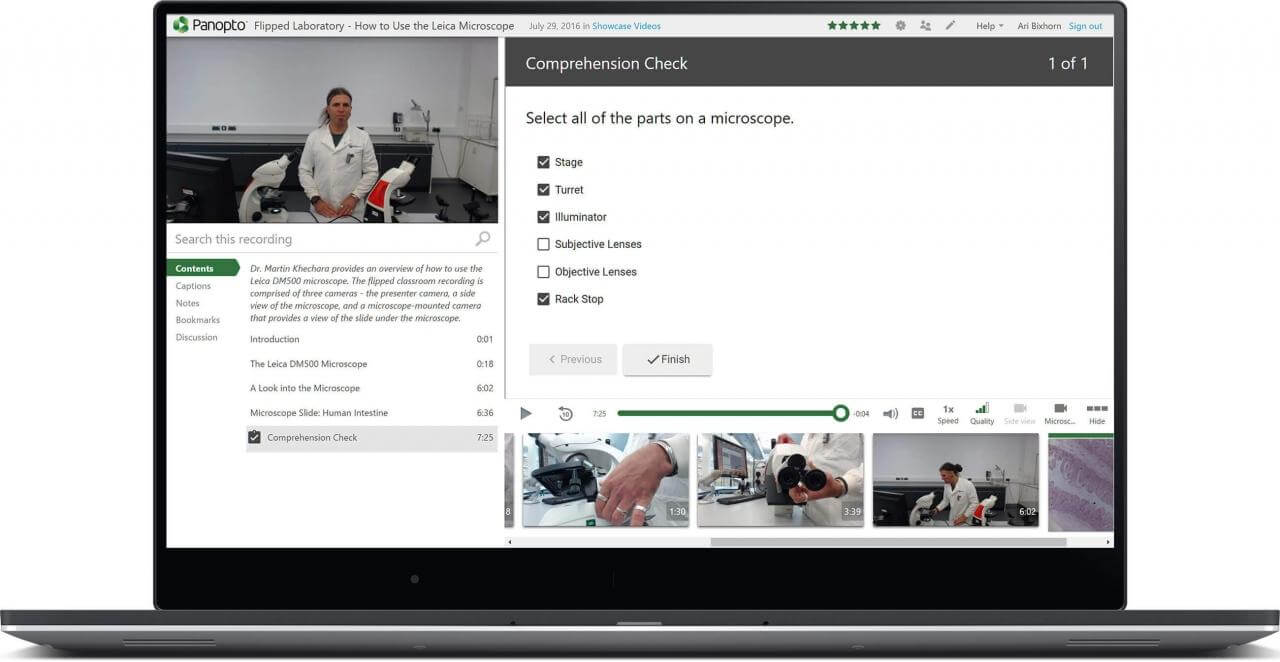 Panopto Flipped Laboratory - How to Use the Leica Microscope July 29, 2016 in Showcase Videos Help Ari Bixhorn Sign out
Search this recording
Contents
Captions
Notes
Bookmarks
Discussion
Dr. Martin Khechara provides an overview of how to use the
Leica DM500 microscope. The flipped classroom recording is
comprised of three cameras - the presenter camera, a side
view of the microscope, and a microscope-mounted camera
that provides a view of the slide under the microscope.
Introduction 0:01
The Leica DM500 Microscope 0:18
A Look into the Microscope 6:02
Microscope Slide: Human Intestine 6:36
Comprehension Check 7:25
Comprehension Check 1 of 1
Select all of the parts on a microscope.
Stage
Turret
Illuminator
Subjective Lenses
Objective Lenses
Rack Stop
< Previous
Finish
10 7:25 -0:04 CC
1x
Speed Quality Side view Microsc... Hide
8 1:30 3:39 6:02